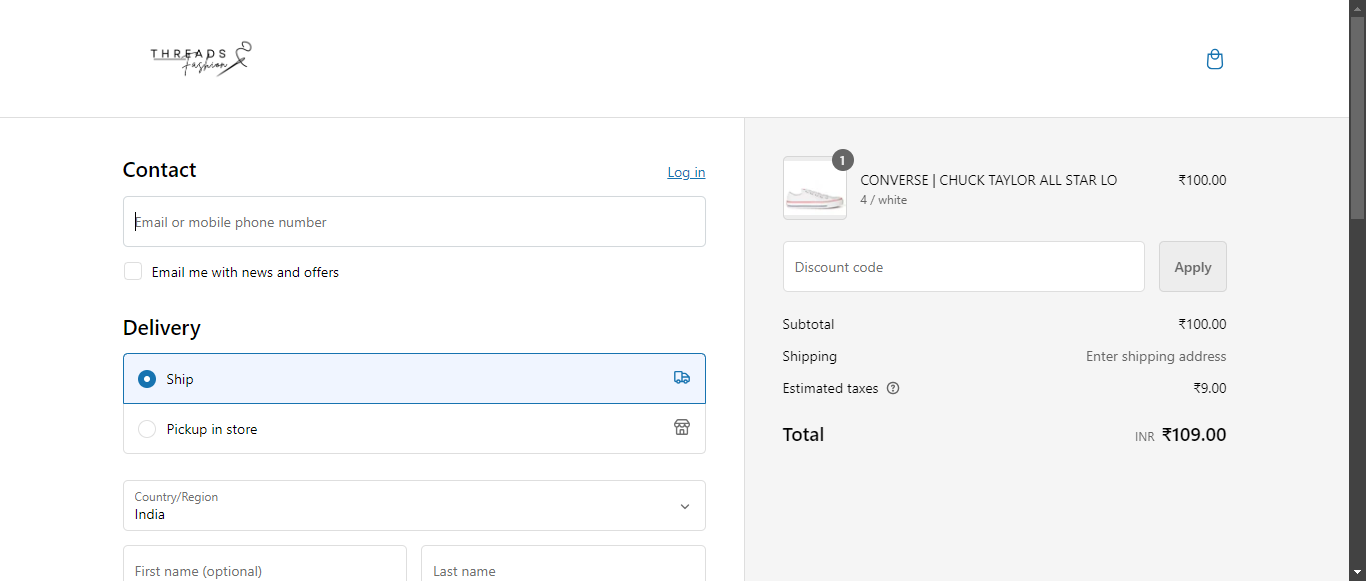 THREADS
Fashion
Contact
Log in
Email or mobile phone number
Email me with news and offers
Delivery
Ship
Pickup in store
Country/Region
India
First name (optional)
Last name
1
CONVERSE | CHUCK TAYLOR ALL STAR LO
₹100.00
4 / white
Discount code
Apply
Subtotal
₹100.00
Shipping
Enter shipping address
Estimated taxes ?
₹9.00
Total
INR ₹109.00